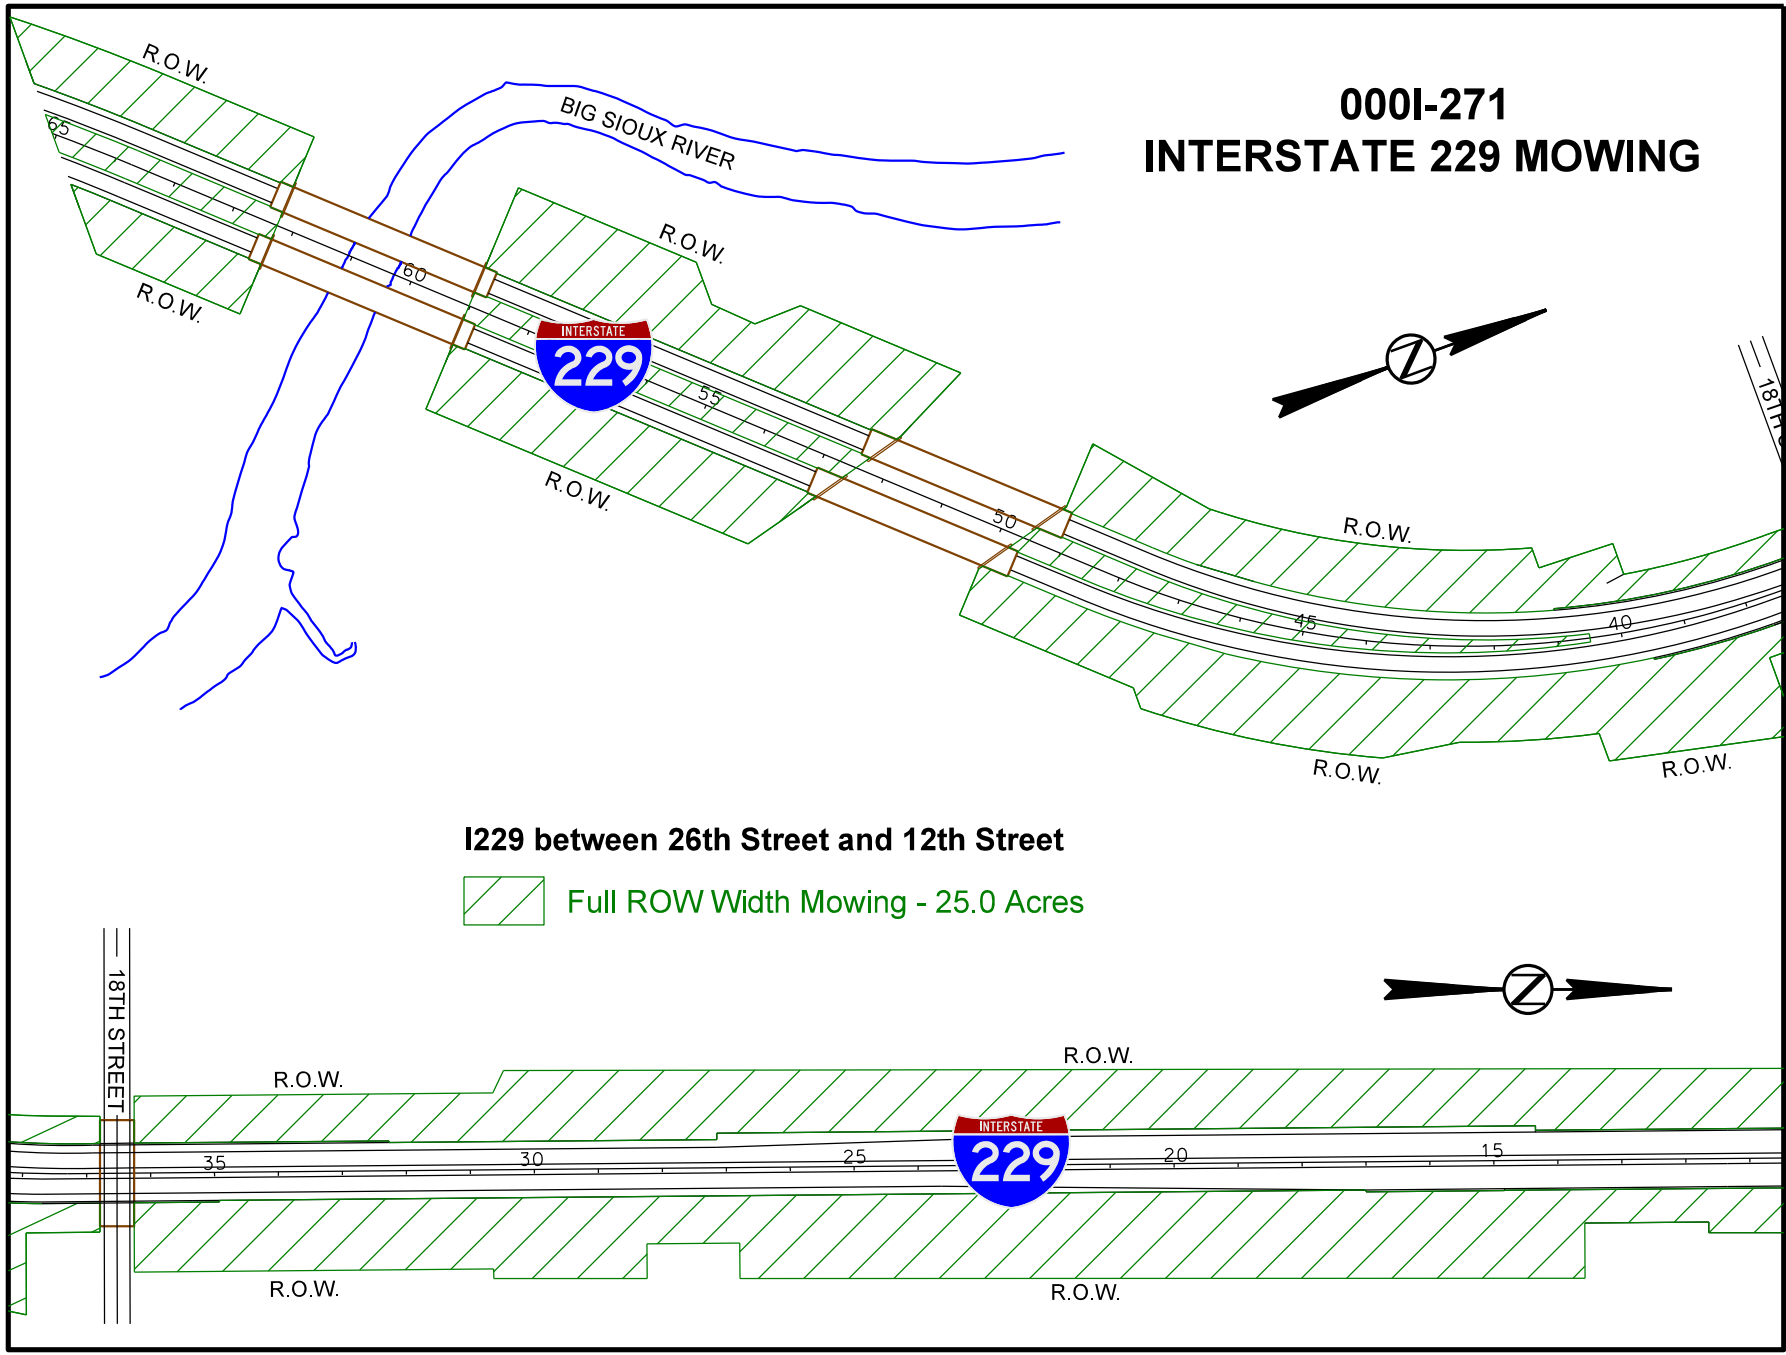 000I-271
INTERSTATE 229 MOWING
R.O.W.
65
BIG SIOUX RIVER
R.O.W.
60
R.O.W.
INTERSTATE
229
55
R.O.W.
50
R.O.W.
18TH
45
40
R.O.W.
R.O.W.
I229 between 26th Street and 12th Street
Full ROW Width Mowing - 25.0 Acres
18TH STREET
R.O.W.
R.O.W.
INTERSTATE
229
35
30
25
20
15
R.O.W.
R.O.W.